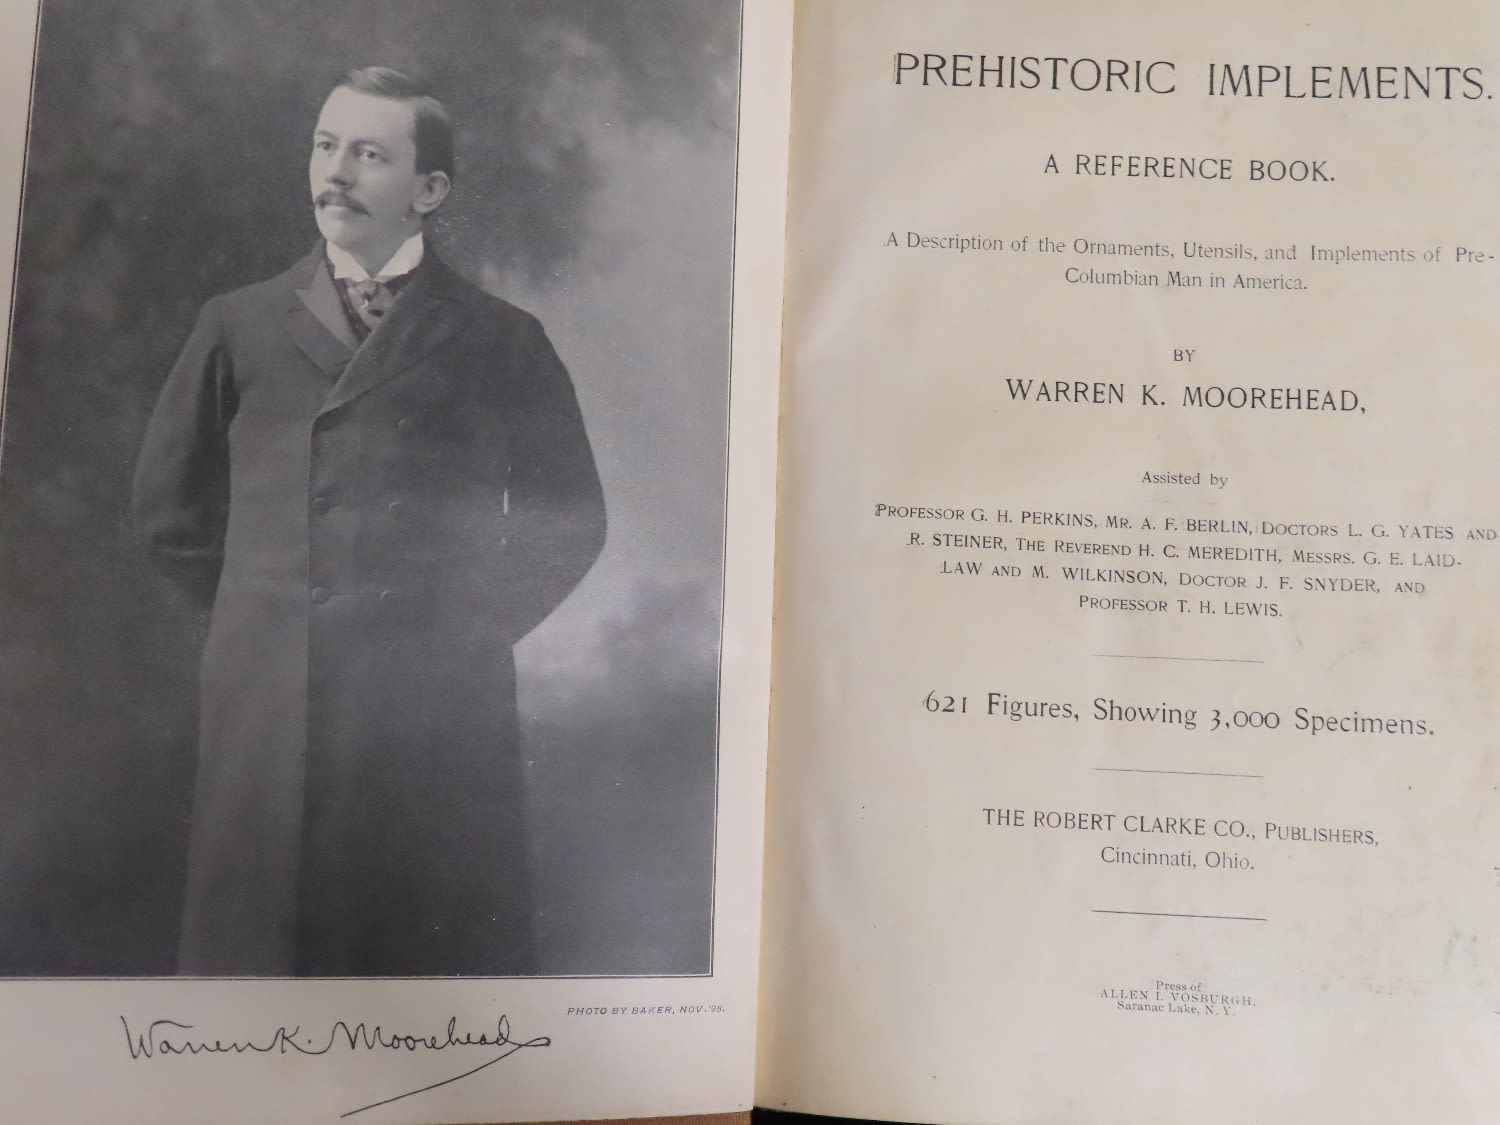 PHOTO BY BAKER, NOV. '98.
Warren K. Moorehead
PREHISTORIC IMPLEMENTS.
A REFERENCE BOOK.
A Description of the Ornaments, Utensils, and Implements of Pre-
Columbian Man in America.
BY
WARREN K. MOOREHEAD,
Assisted by
PROFESSOR G. H. PERKINS, MR. A. F. BERLIN, DOCTORS L. G. YATES AND
R. STEINER, THE REVEREND H. C. MEREDITH, MESSRS. G. E. LAID-
LAW AND M. WILKINSON, DOCTOR J. F. SNYDER, AND
PROFESSOR T. H. LEWIS.
621 Figures, Showing 3,000 Specimens.
THE ROBERT CLARKE CO., PUBLISHERS,
Cincinnati, Ohio.
Press of
ALLEN I. VOSBURGH,
Saranac Lake, N. Y.